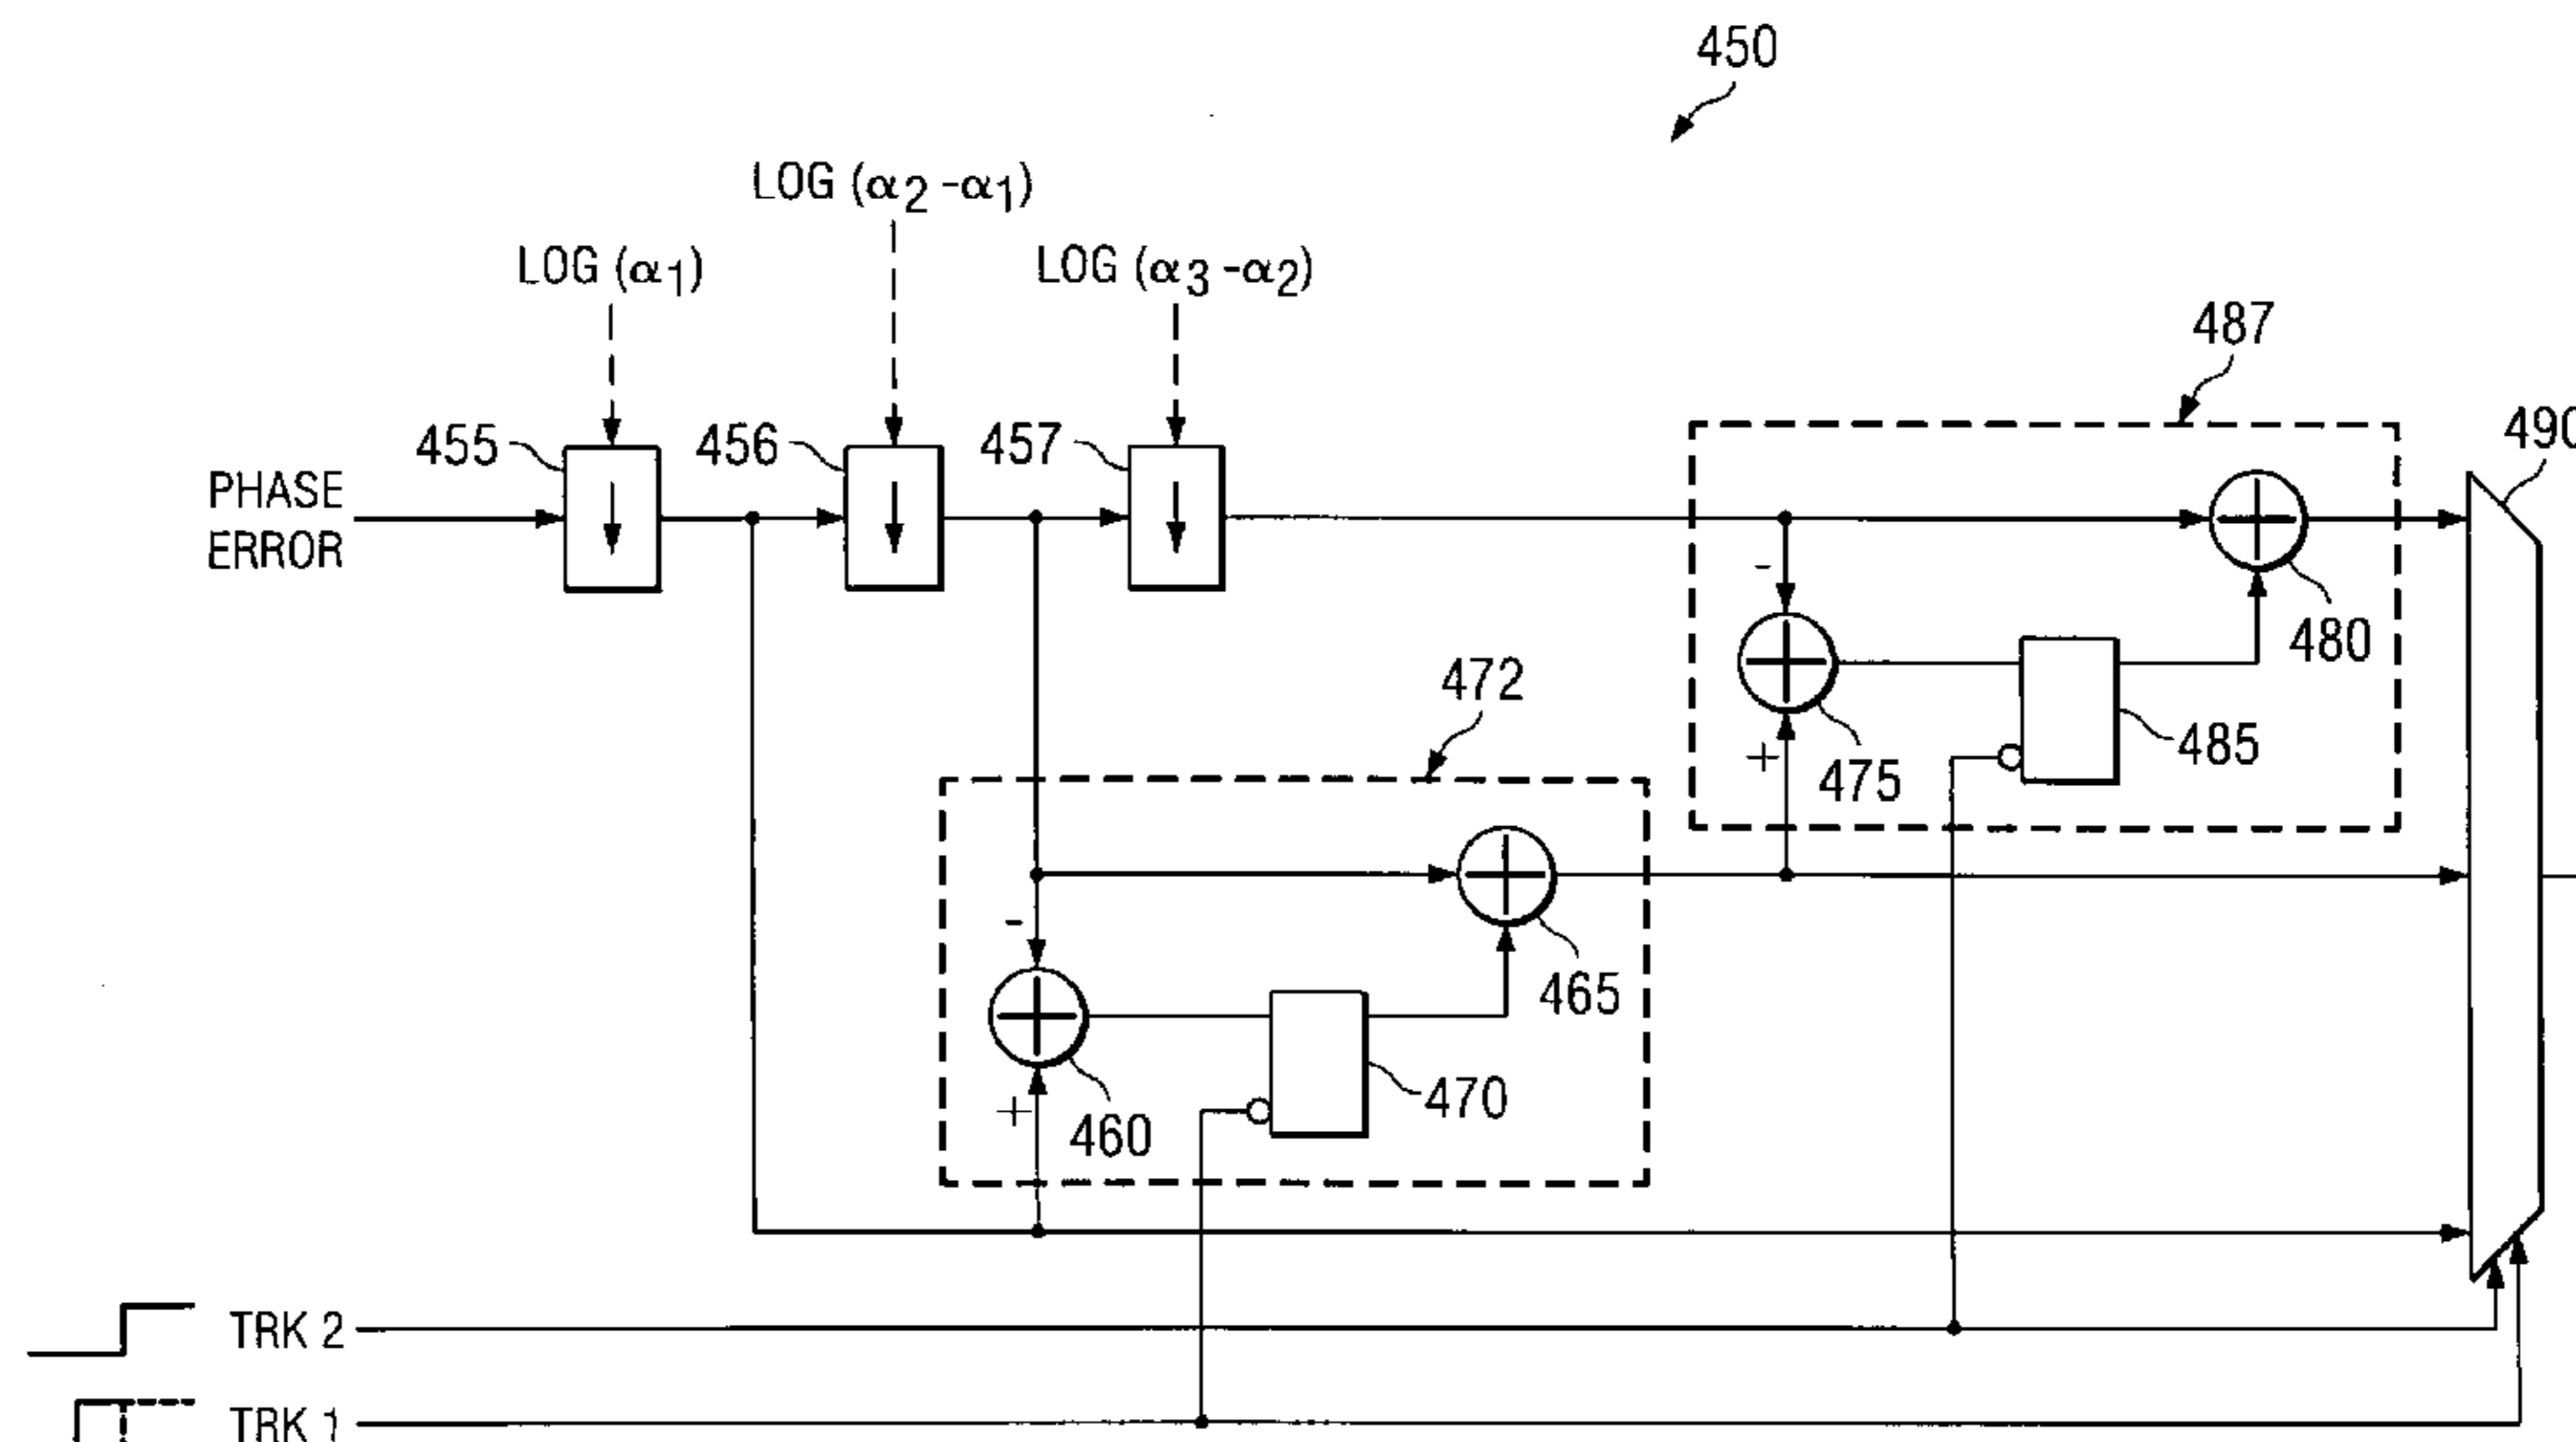 450
LOG (α2 -α1)
LOG (α1)
LOG (α3 -α2)
487
490
455
456
457
PHASE
ERROR
-
480
472
+
475
485
-
465
+
460
470
TRK 2
TRK 1